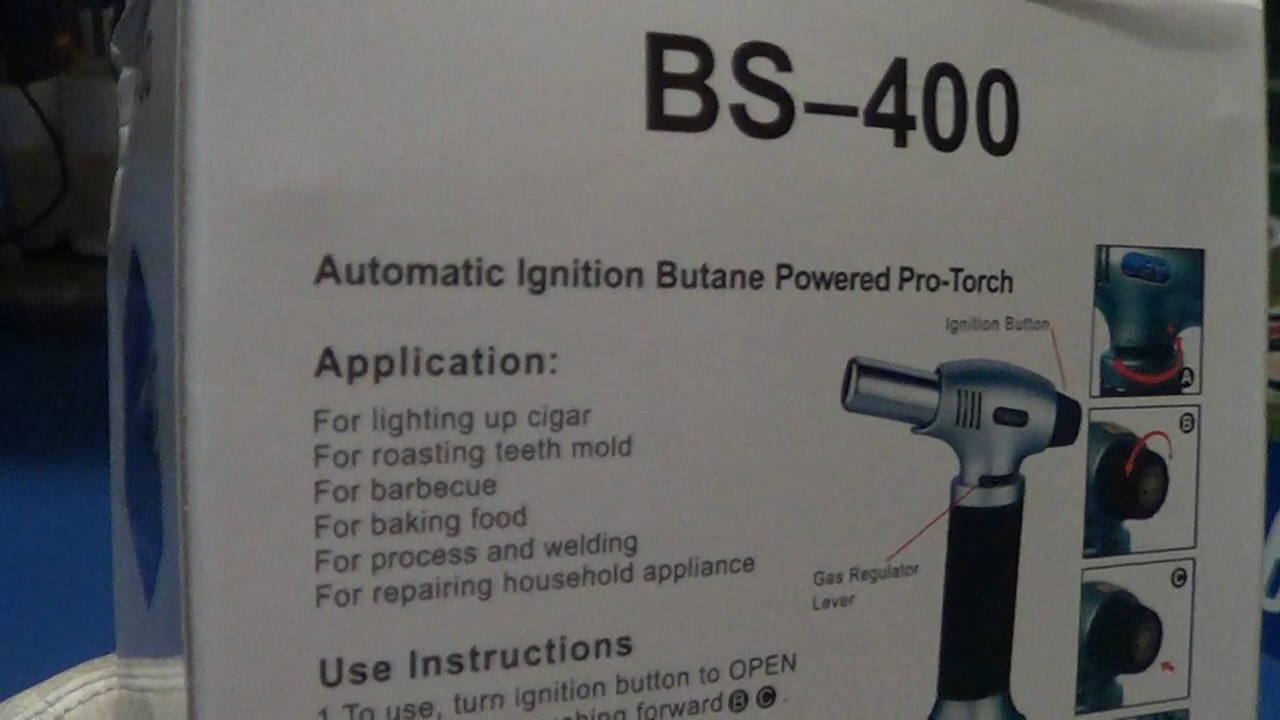 BS-400
Automatic Ignition Butane Powered Pro-Torch
Ignition Button
Application:
For lighting up cigar
For roasting teeth mold
For barbecue
For baking food
For process and welding
For repairing household appliance
Gas Regulator
Lever
A
B
C
Use Instructions
1 To use, turn ignition button to OPEN
forward B C.